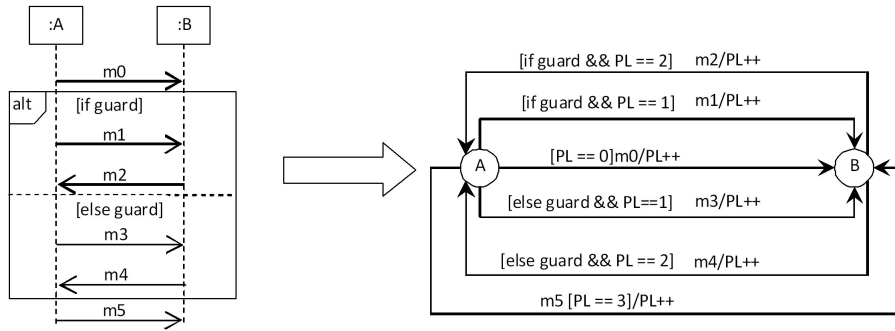 :A
:B
m0
alt
[if guard]
m1
m2
[else guard]
m3
m4
m5
[if guard && PL == 2] m2/PL++
[if guard && PL == 1] m1/PL++
A
[PL == 0]m0/PL++
B
[else guard && PL==1] m3/PL++
[else guard && PL == 2] m4/PL++
m5 [PL == 3]/PL++